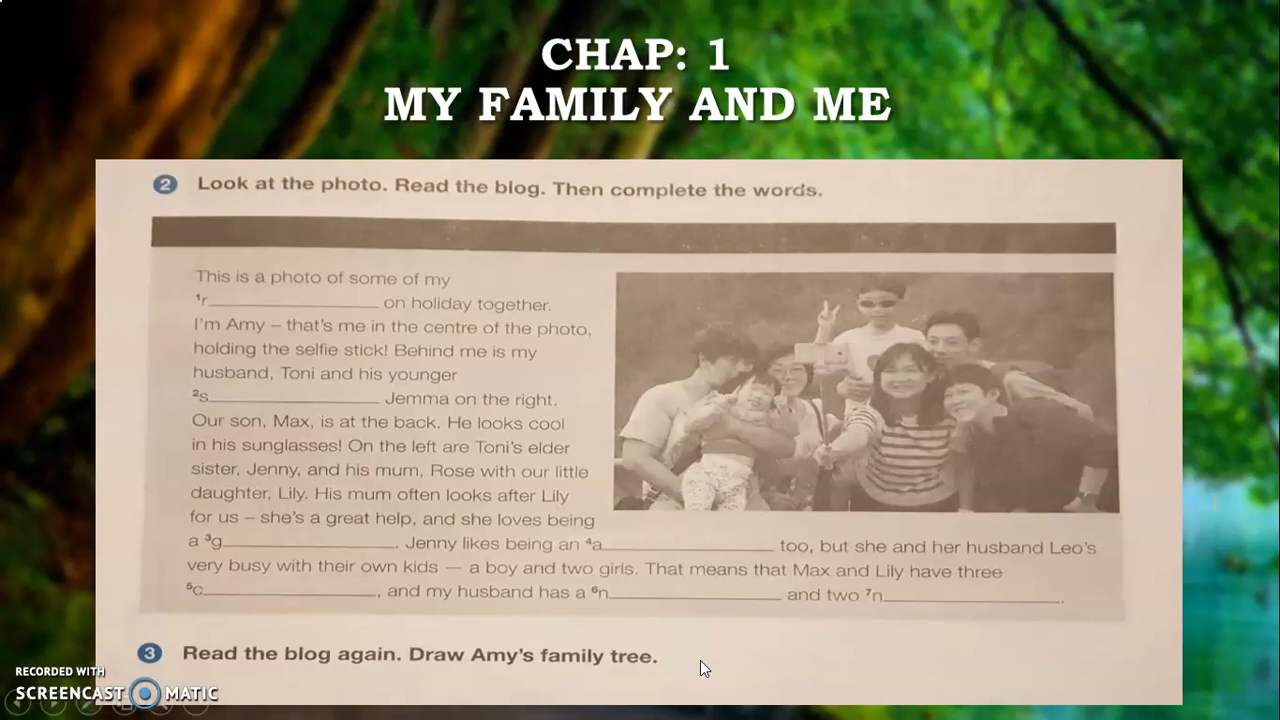 CHAP: 1
MY FAMILY AND ME
2 Look at the photo. Read the blog. Then complete the words.
This is a photo of some of my
1r____________ on holiday together.
I'm Amy – that's me in the centre of the photo,
holding the selfie stick! Behind me is my
husband, Toni and his younger
2s____________ Jemma on the right.
Our son, Max, is at the back. He looks cool
in his sunglasses! On the left are Toni's elder
sister, Jenny, and his mum, Rose with our little
daughter, Lily. His mum often looks after Lily
for us – she's a great help, and she loves being
a 3g____________. Jenny likes being an 4a____________ too, but she and her husband Leo's
very busy with their own kids — a boy and two girls. That means that Max and Lily have three
5c____________, and my husband has a 6n____________ and two 7n____________.
3 Read the blog again. Draw Amy's family tree.
RECORDED WITH
SCREENCAST MATIC